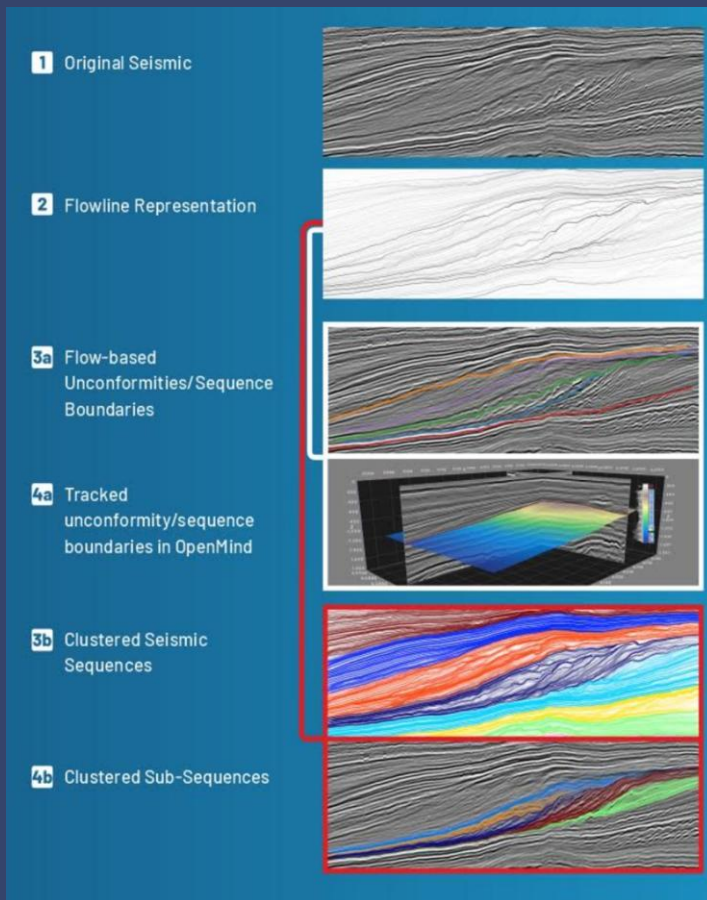 1 Original Seismic
2 Flowline Representation
3a Flow-based
Unconformities/Sequence
Boundaries
4a Tracked
unconformity/sequence
boundaries in OpenMind
3b Clustered Seismic
Sequences
4b Clustered Sub-Sequences